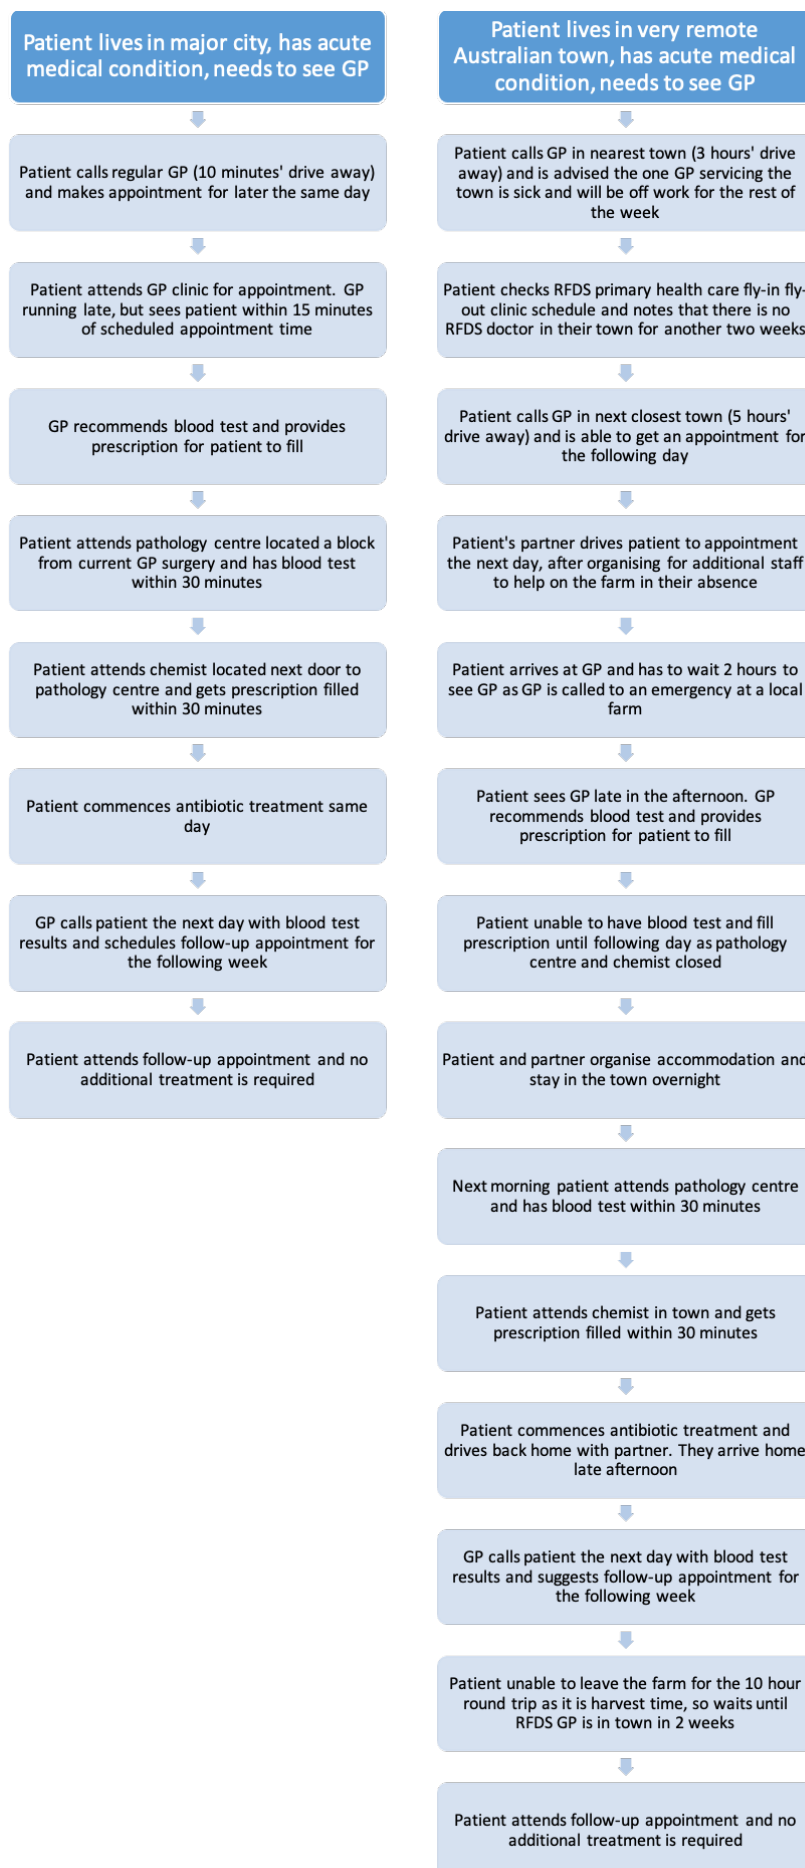 Patient lives in major city, has acute
medical condition, needs to see GP
Patient calls regular GP (10 minutes' drive away)
and makes appointment for later the same day
Patient attends GP clinic for appointment. GP
running late, but sees patient within 15 minutes
of scheduled appointment time
GP recommends blood test and provides
prescription for patient to fill
Patient attends pathology centre located a block
from current GP surgery and has blood test
within 30 minutes
Patient attends chemist located next door to
pathology centre and gets prescription filled
within 30 minutes
Patient commences antibiotic treatment same
day
GP calls patient the next day with blood test
results and schedules follow-up appointment for
the following week
Patient attends follow-up appointment and no
additional treatment is required
Patient lives in very remote
Australian town, has acute medical
condition, needs to see GP
Patient calls GP in nearest town (3 hours' drive
away) and is advised the one GP servicing the
town is sick and will be off work for the rest of
the week
Patient checks RFDS primary health care fly-in fly-
out clinic schedule and notes that there is no
RFDS doctor in their town for another two weeks
Patient calls GP in next closest town (5 hours'
drive away) and is able to get an appointment for
the following day
Patient's partner drives patient to appointment
the next day, after organising for additional staff
to help on the farm in their absence
Patient arrives at GP and has to wait 2 hours to
see GP as GP is called to an emergency at a local
farm
Patient sees GP late in the afternoon. GP
recommends blood test and provides
prescription for patient to fill
Patient unable to have blood test and fill
prescription until following day as pathology
centre and chemist closed
Patient and partner organise accommodation and
stay in the town overnight
Next morning patient attends pathology centre
and has blood test within 30 minutes
Patient attends chemist in town and gets
prescription filled within 30 minutes
Patient commences antibiotic treatment and
drives back home with partner. They arrive home
late afternoon
GP calls patient the next day with blood test
results and suggests follow-up appointment for
the following week
Patient unable to leave the farm for the 10 hour
round trip as it is harvest time, so waits until
RFDS GP is in town in 2 weeks
Patient attends follow-up appointment and no
additional treatment is required